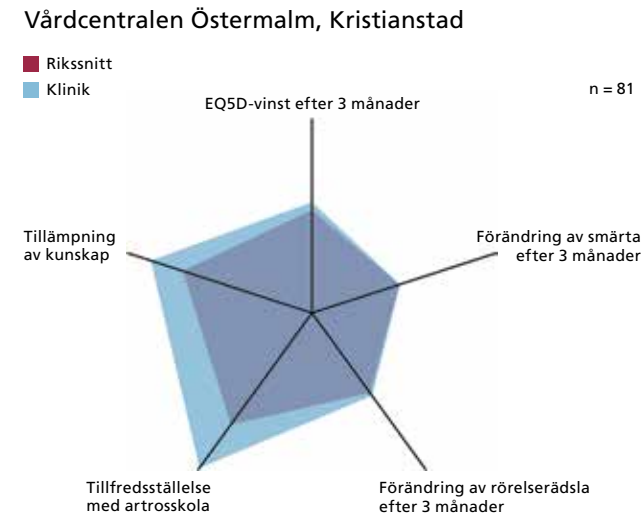 Vårdcentralen Östermalm, Kristianstad
Rikssnitt
Klinik
n = 81
EQ5D-vinst efter 3 månader
Tillämpning
av kunskap
Förändring av smärta
efter 3 månader
Tillfredsställelse
med artrosskola
Förändring av rörelserädsla
efter 3 månader